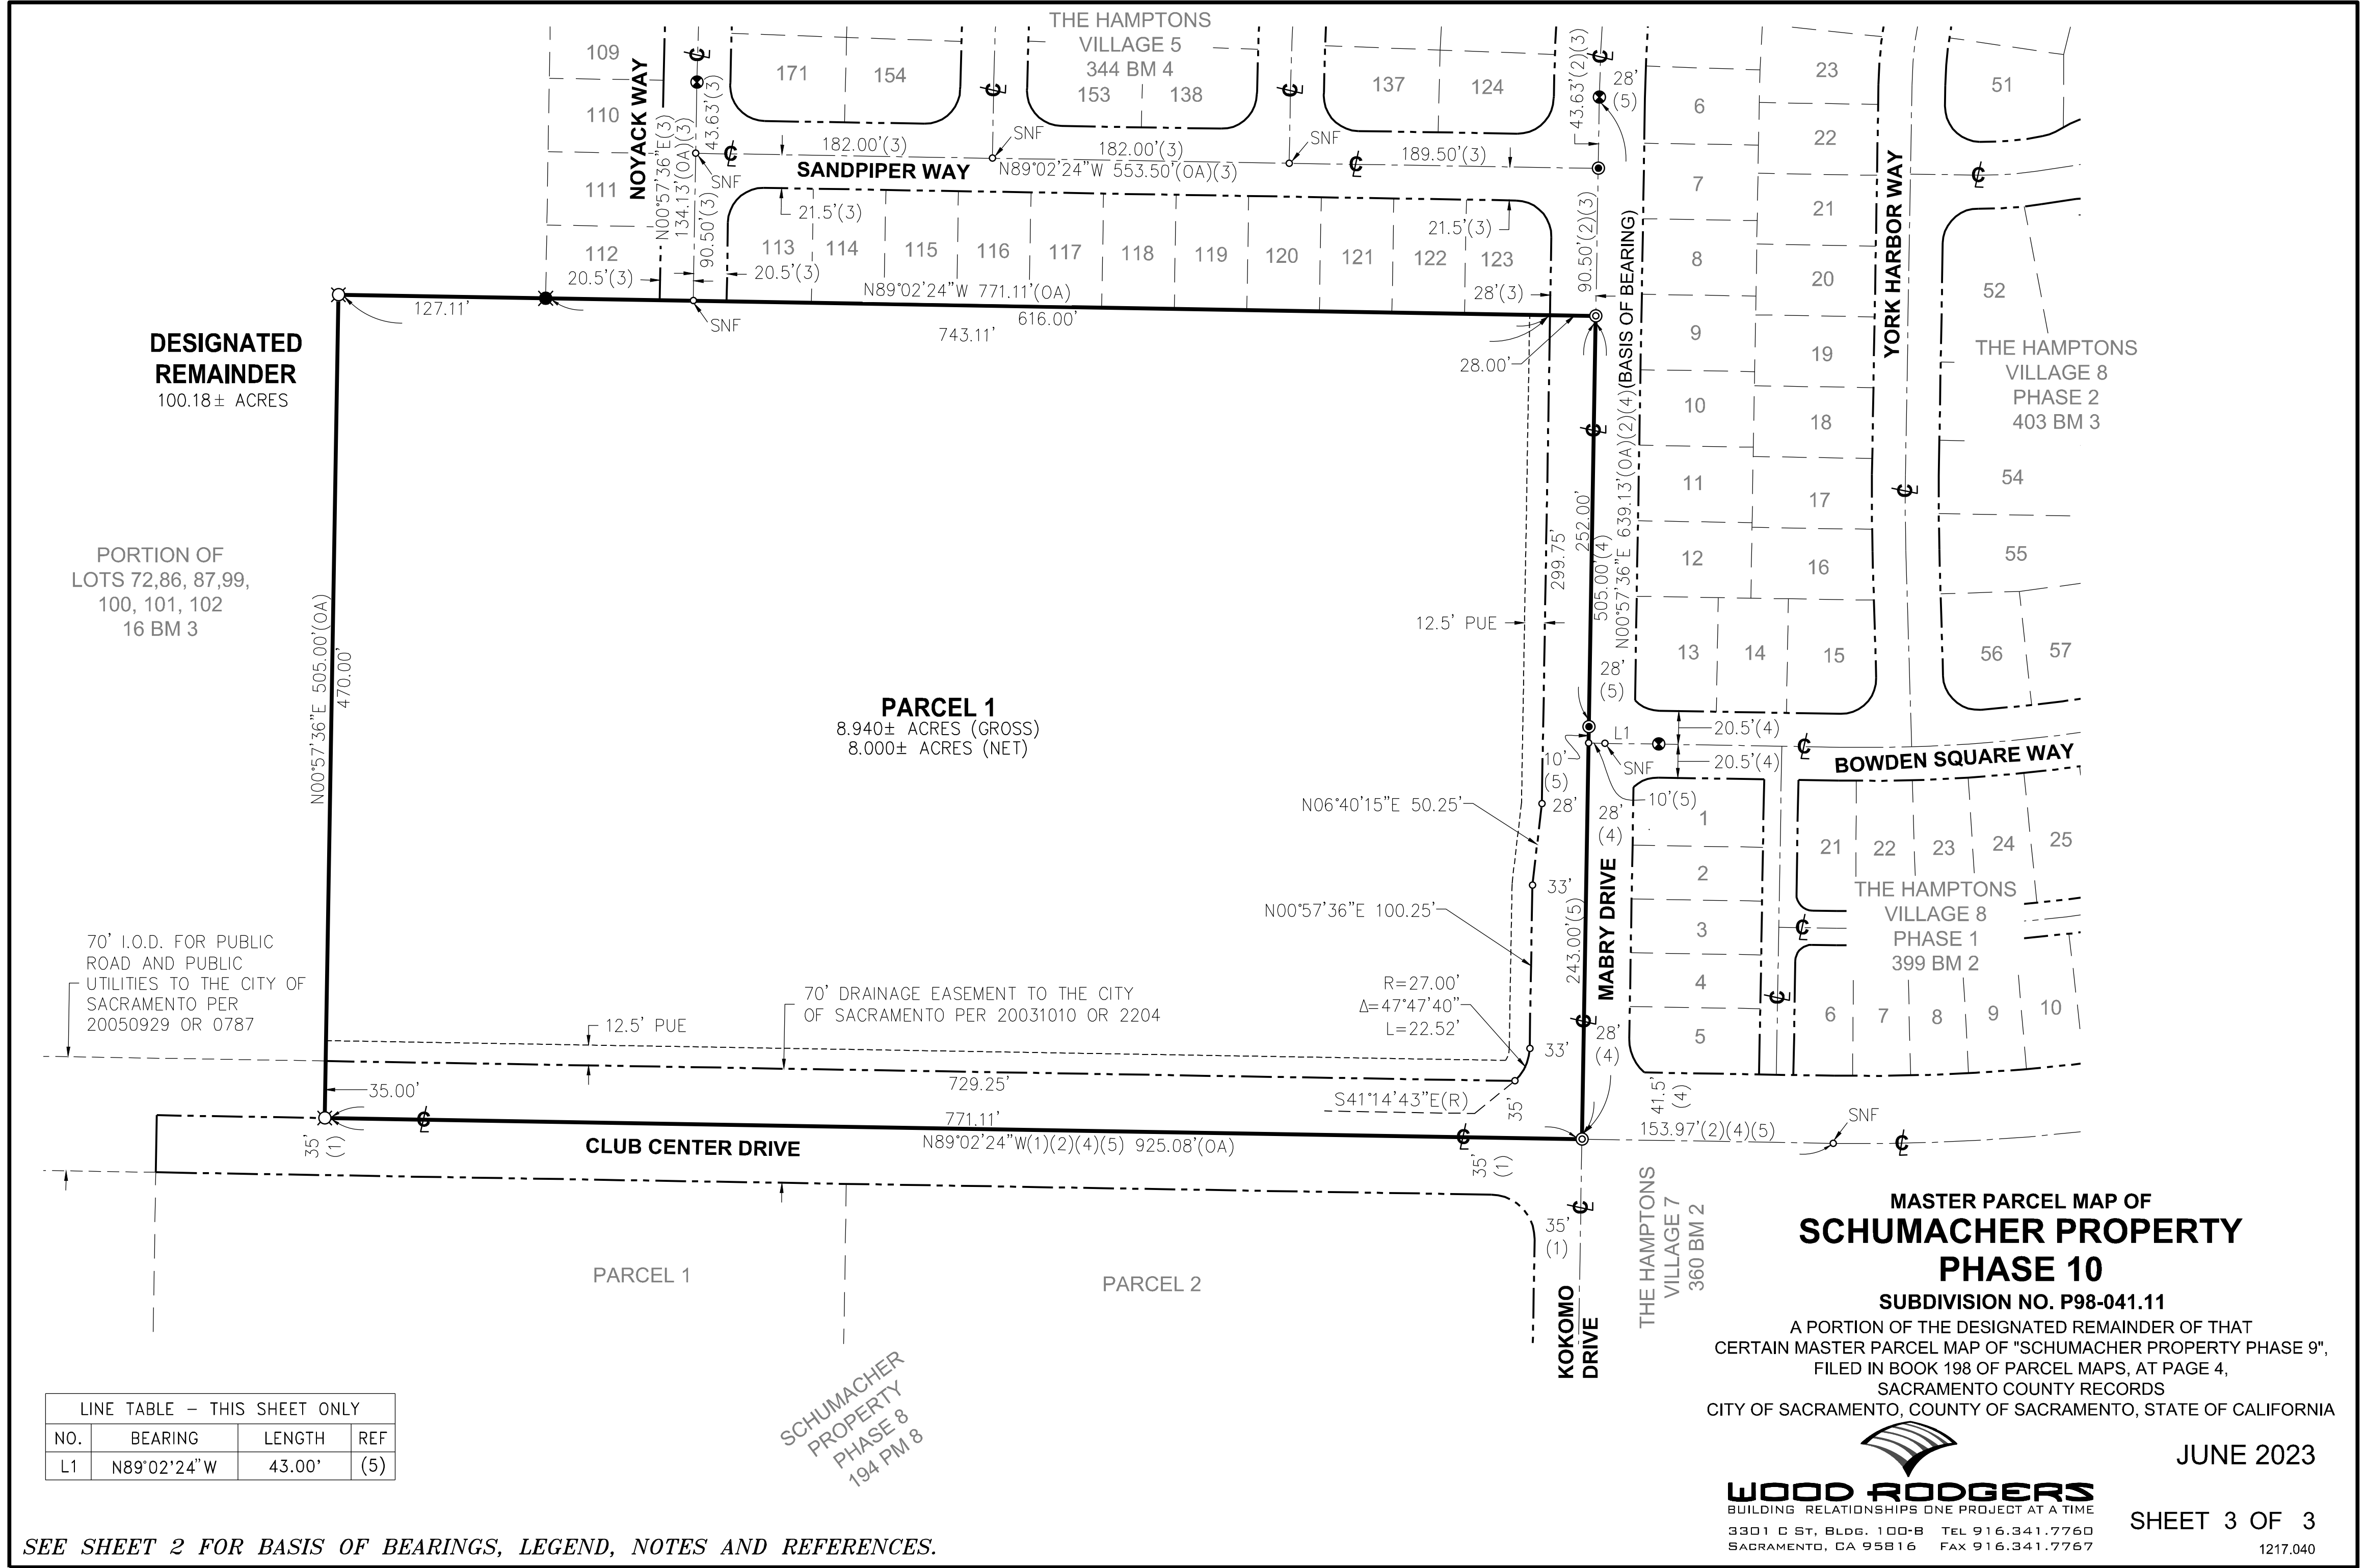 THE HAMPTONS
VILLAGE 5
344 BM 4
109
110
111
112
NOYACK WAY
N00°57'36"E(3)
134.13'(OA)(3)
43.63'(3)
90.50'(3)
171
154
153
138
137
124
SNF
SNF
SNF
182.00'(3)
182.00'(3)
189.50'(3)
SANDPIPER WAY
N89°02'24"W 553.50'(OA)(3)
21.5'(3)
21.5'(3)
113
114
115
116
117
118
119
120
121
122
123
20.5'(3)
20.5'(3)
28'(3)
N89°02'24"W 771.11'(OA)
127.11'
SNF
616.00'
743.11'
28.00'
43.63'(2)(3)
28'
(5)
90.50'(2)(3)
N00°57'36"E 639.13'(OA)(2)(4)(BASIS OF BEARING)
6
7
8
9
10
11
12
13
14
15
23
22
21
20
19
18
17
16
YORK HARBOR WAY
51
52
54
55
56
57
THE HAMPTONS
VILLAGE 8
PHASE 2
403 BM 3
DESIGNATED
REMAINDER
100.18± ACRES
PORTION OF
LOTS 72,86, 87,99,
100, 101, 102
16 BM 3
N00°57'36"E 505.00'(OA)
470.00'
PARCEL 1
8.940± ACRES (GROSS)
8.000± ACRES (NET)
12.5' PUE
299.75'
252.00'
505.00'(4)
28'
(5)
L1
SNF
10'
(5)
10'(5)
20.5'(4)
20.5'(4)
BOWDEN SQUARE WAY
N06°40'15"E 50.25'
28'
28'
(4)
33'
N00°57'36"E 100.25'
243.00'(5)
MABRY DRIVE
R=27.00'
Δ=47°47'40"
L=22.52'
33'
28'
(4)
1
2
3
4
5
21
22
23
24
25
THE HAMPTONS
VILLAGE 8
PHASE 1
399 BM 2
6
7
8
9
10
70' I.O.D. FOR PUBLIC
ROAD AND PUBLIC
UTILITIES TO THE CITY OF
SACRAMENTO PER
20050929 OR 0787
12.5' PUE
70' DRAINAGE EASEMENT TO THE CITY
OF SACRAMENTO PER 20031010 OR 2204
35.00'
729.25'
S41°14'43"E(R)
35'
41.5'
(4)
771.11'
N89°02'24"W(1)(2)(4)(5) 925.08'(OA)
CLUB CENTER DRIVE
35'
(1)
35'
(1)
153.97'(2)(4)(5)
SNF
35'
(1)
PARCEL 1
PARCEL 2
KOKOMO
DRIVE
THE HAMPTONS
VILLAGE 7
360 BM 2
SCHUMACHER
PROPERTY
PHASE 8
194 PM 8
LINE TABLE – THIS SHEET ONLY
NO. BEARING LENGTH REF
L1 N89°02'24"W 43.00' (5)
SEE SHEET 2 FOR BASIS OF BEARINGS, LEGEND, NOTES AND REFERENCES.
MASTER PARCEL MAP OF
SCHUMACHER PROPERTY
PHASE 10
SUBDIVISION NO. P98-041.11
A PORTION OF THE DESIGNATED REMAINDER OF THAT
CERTAIN MASTER PARCEL MAP OF "SCHUMACHER PROPERTY PHASE 9",
FILED IN BOOK 198 OF PARCEL MAPS, AT PAGE 4,
SACRAMENTO COUNTY RECORDS
CITY OF SACRAMENTO, COUNTY OF SACRAMENTO, STATE OF CALIFORNIA
WOOD RODGERS
BUILDING RELATIONSHIPS ONE PROJECT AT A TIME
3301 C ST, BLDG. 100-B TEL 916.341.7760
SACRAMENTO, CA 95816 FAX 916.341.7767
JUNE 2023
SHEET 3 OF 3
1217.040